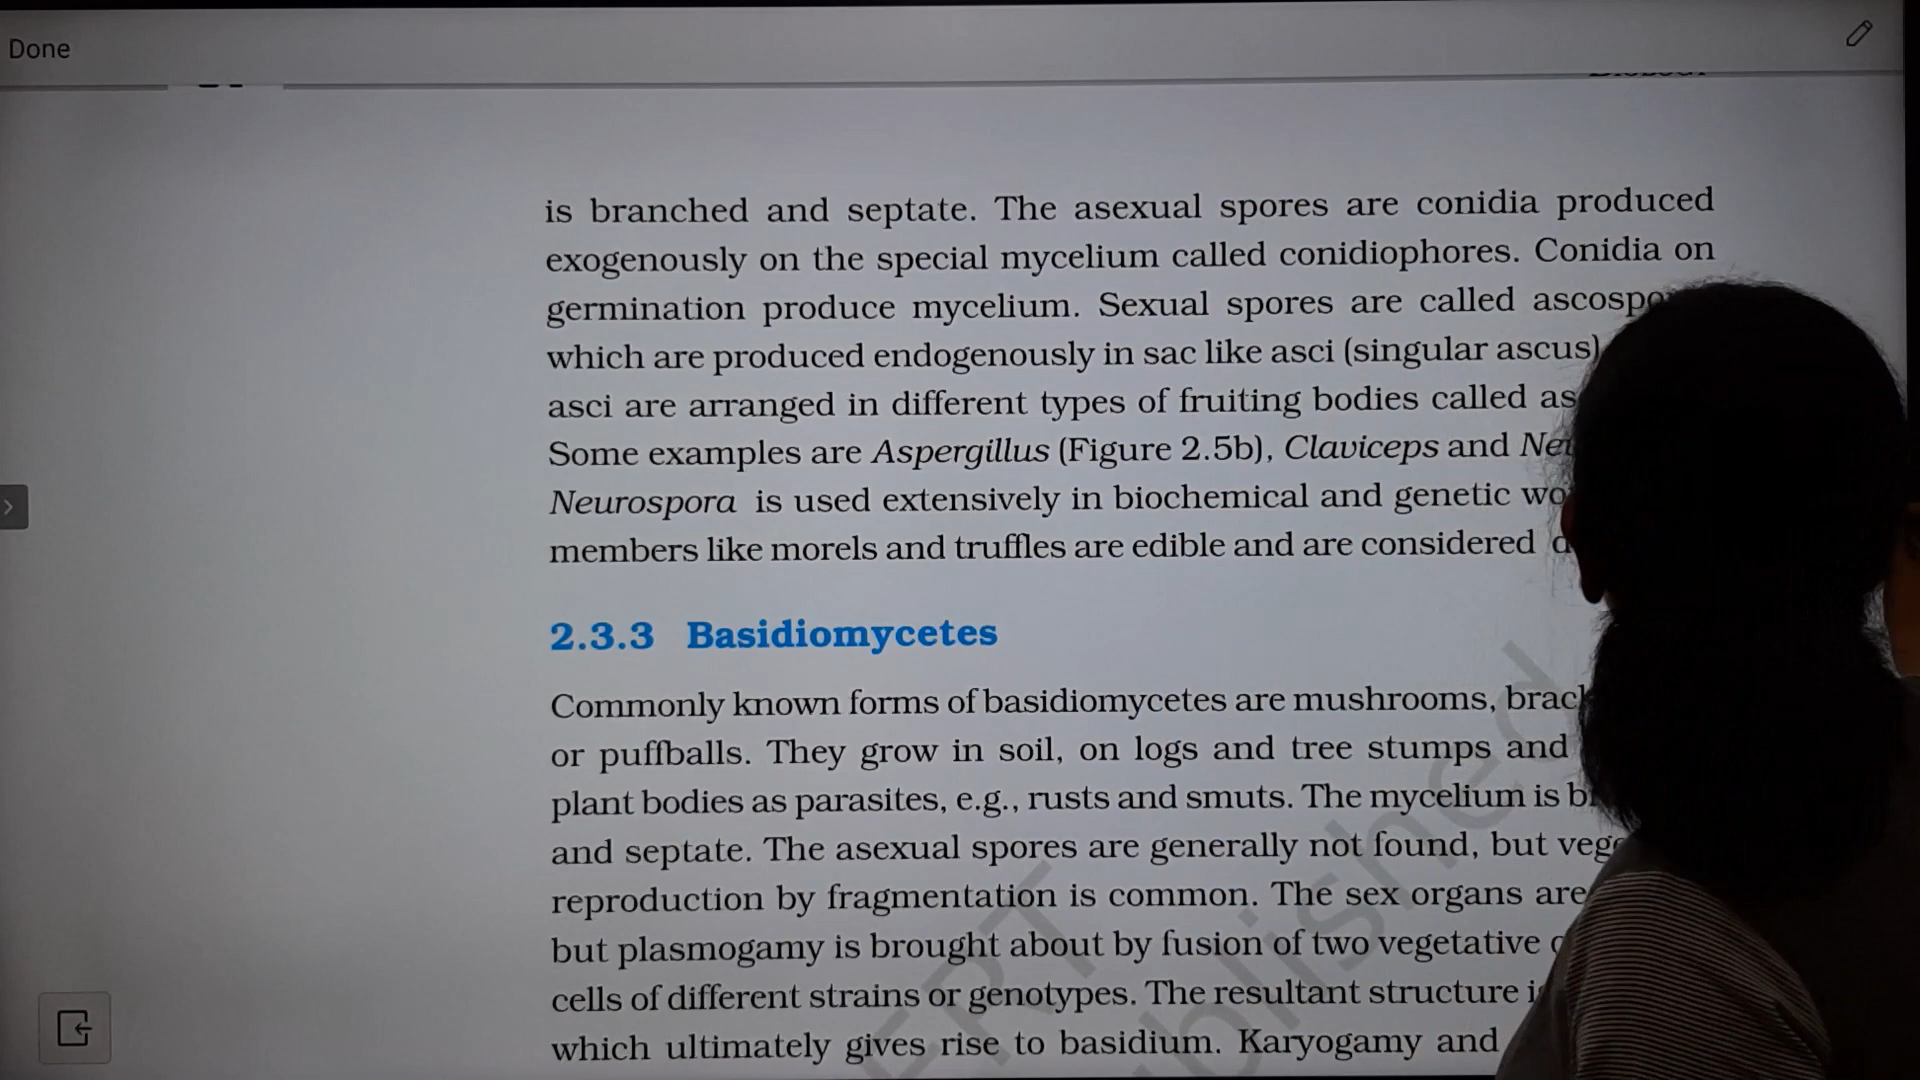 Done
is branched and septate. The asexual spores are conidia produced
exogenously on the special mycelium called conidiophores. Conidia on
germination produce mycelium. Sexual spores are called
which are produced endogenously in sac like asci (singular ascus)
asci are arranged in different types of fruiting bodies called
Some examples are Aspergillus (Figure 2.5b), Claviceps and
Neurospora is used extensively in biochemical and genetic
members like morels and truffles are edible and are considered
2.3.3 Basidiomycetes
Commonly known forms of basidiomycetes are mushrooms,
or puffballs. They grow in soil, on logs and tree stumps and
plant bodies as parasites, e.g., rusts and smuts. The mycelium is
and septate. The asexual spores are generally not found, but
reproduction by fragmentation is common. The sex organs are
but plasmogamy is brought about by fusion of two vegetative
cells of different strains or genotypes. The resultant structure
which ultimately gives rise to basidium. Karyogamy and